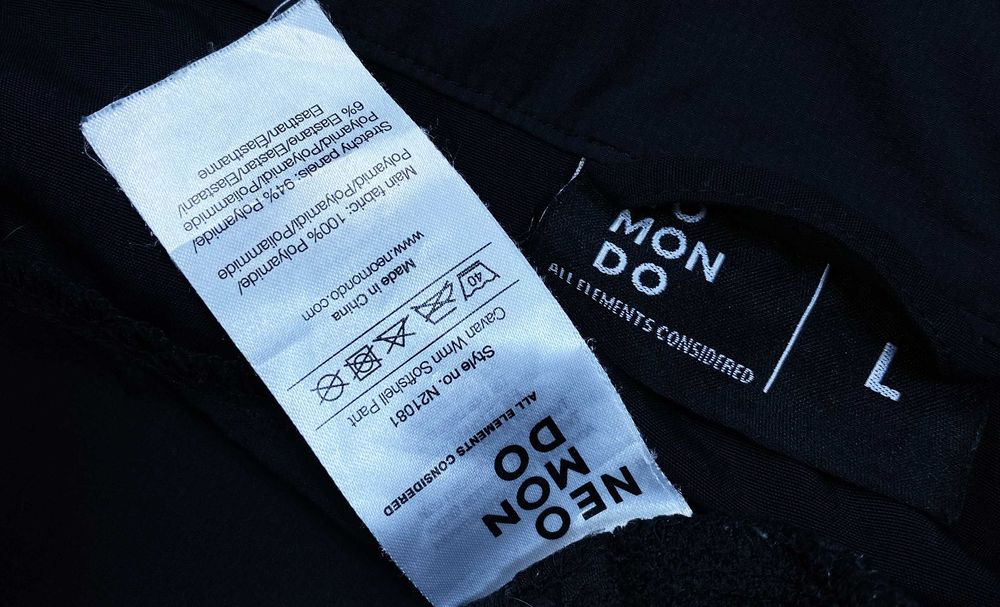 NEO
MON
DO
ALL ELEMENTS CONSIDERED
Style no. N21081
Cavan Wmn Softshell Pant
40
Made in China
www.neomondo.com
Main fabric: 100% Polyamide/
Polyamid/Polyamid/Poliammide
Stretchy panels: 94% Polyamide/
Polyamid/Polyamid/Poliammide
6% Elastane/Elastan/Elastaan/
Elasthan/Elasthanne
MON
DO
ALL ELEMENTS CONSIDERED
L